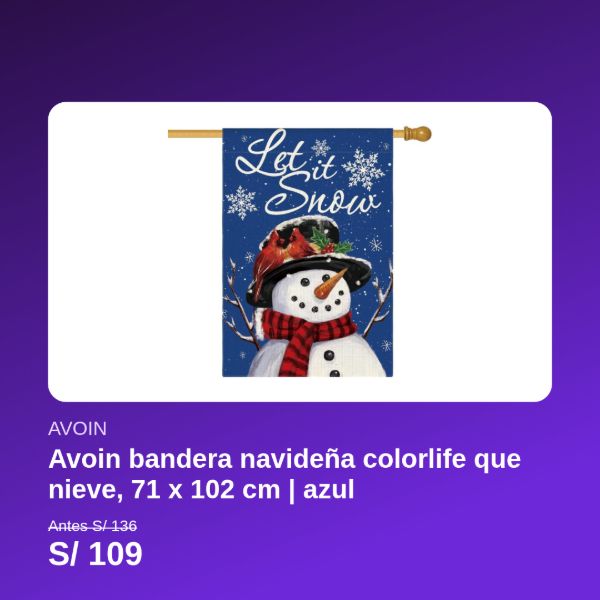 Let it
Snow
AVOIN
Avoin bandera navideña colorlife que
nieve, 71 x 102 cm | azul
Antes S/ 136
S/ 109